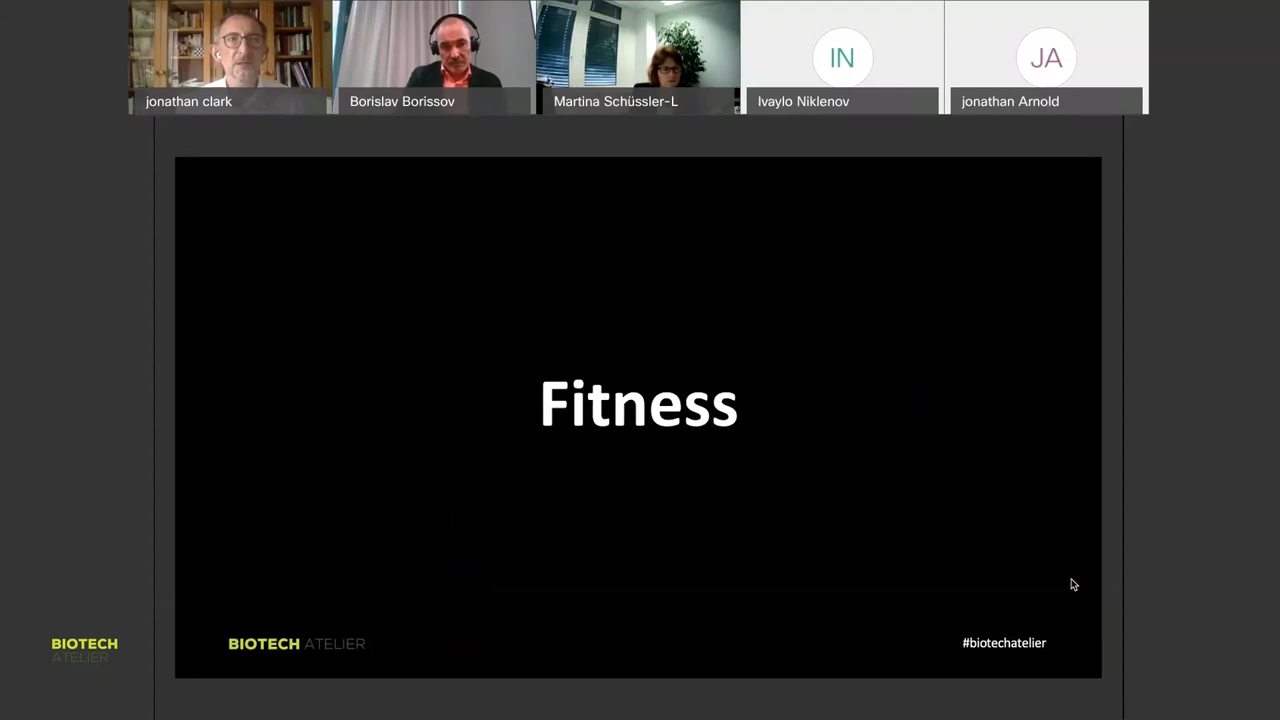 jonathan clark
Borislav Borissov
Martina Schüssler-L
IN
Ivaylo Niklenov
JA
jonathan Arnold
Fitness
BIOTECH
ATELIER
BIOTECH ATELIER
#biotechatelier